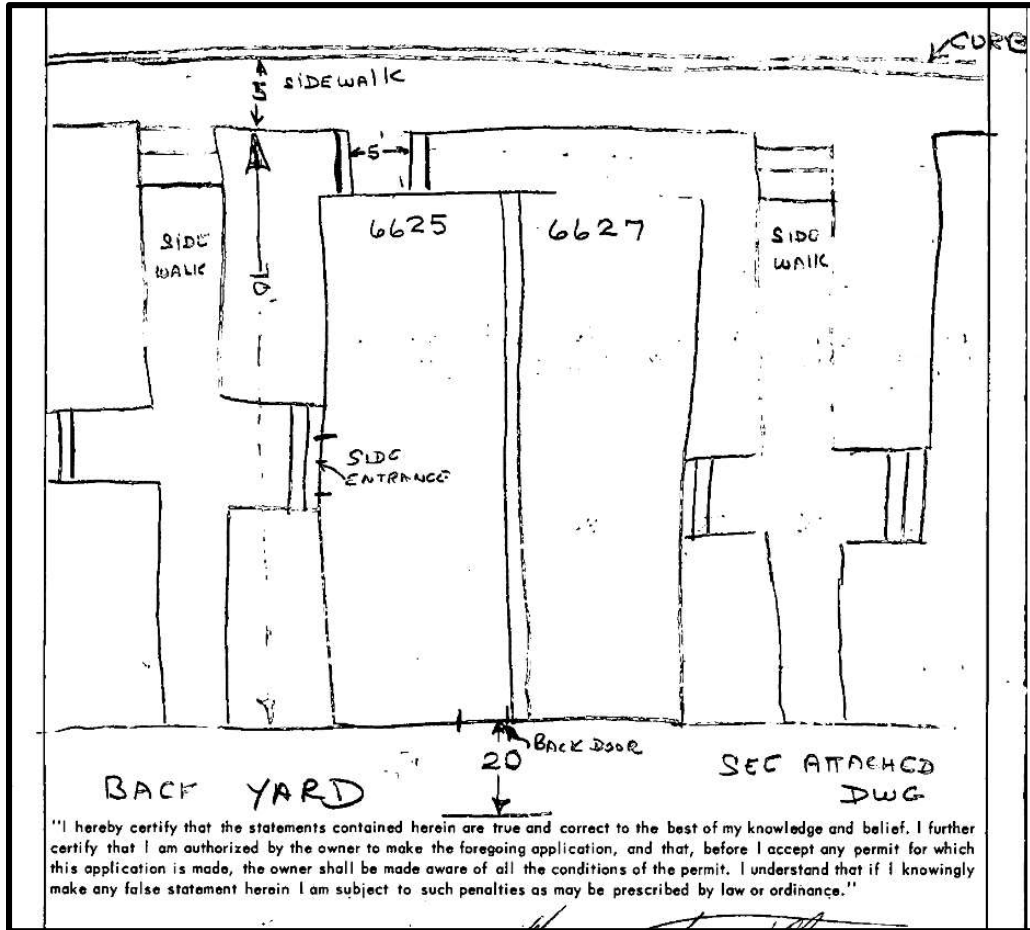 CURB
SIDEWALK
5'
6625
6627
SIDE
WALK
SIDE
WALK
SIDE
ENTRANCE
BACK DOOR
20
BACK YARD
SEE ATTACHED
DWG
"I hereby certify that the statements contained herein are true and correct to the best of my knowledge and belief. I further
certify that I am authorized by the owner to make the foregoing application, and that, before I accept any permit for which
this application is made, the owner shall be made aware of all the conditions of the permit. I understand that if I knowingly
make any false statement herein I am subject to such penalties as may be prescribed by law or ordinance."